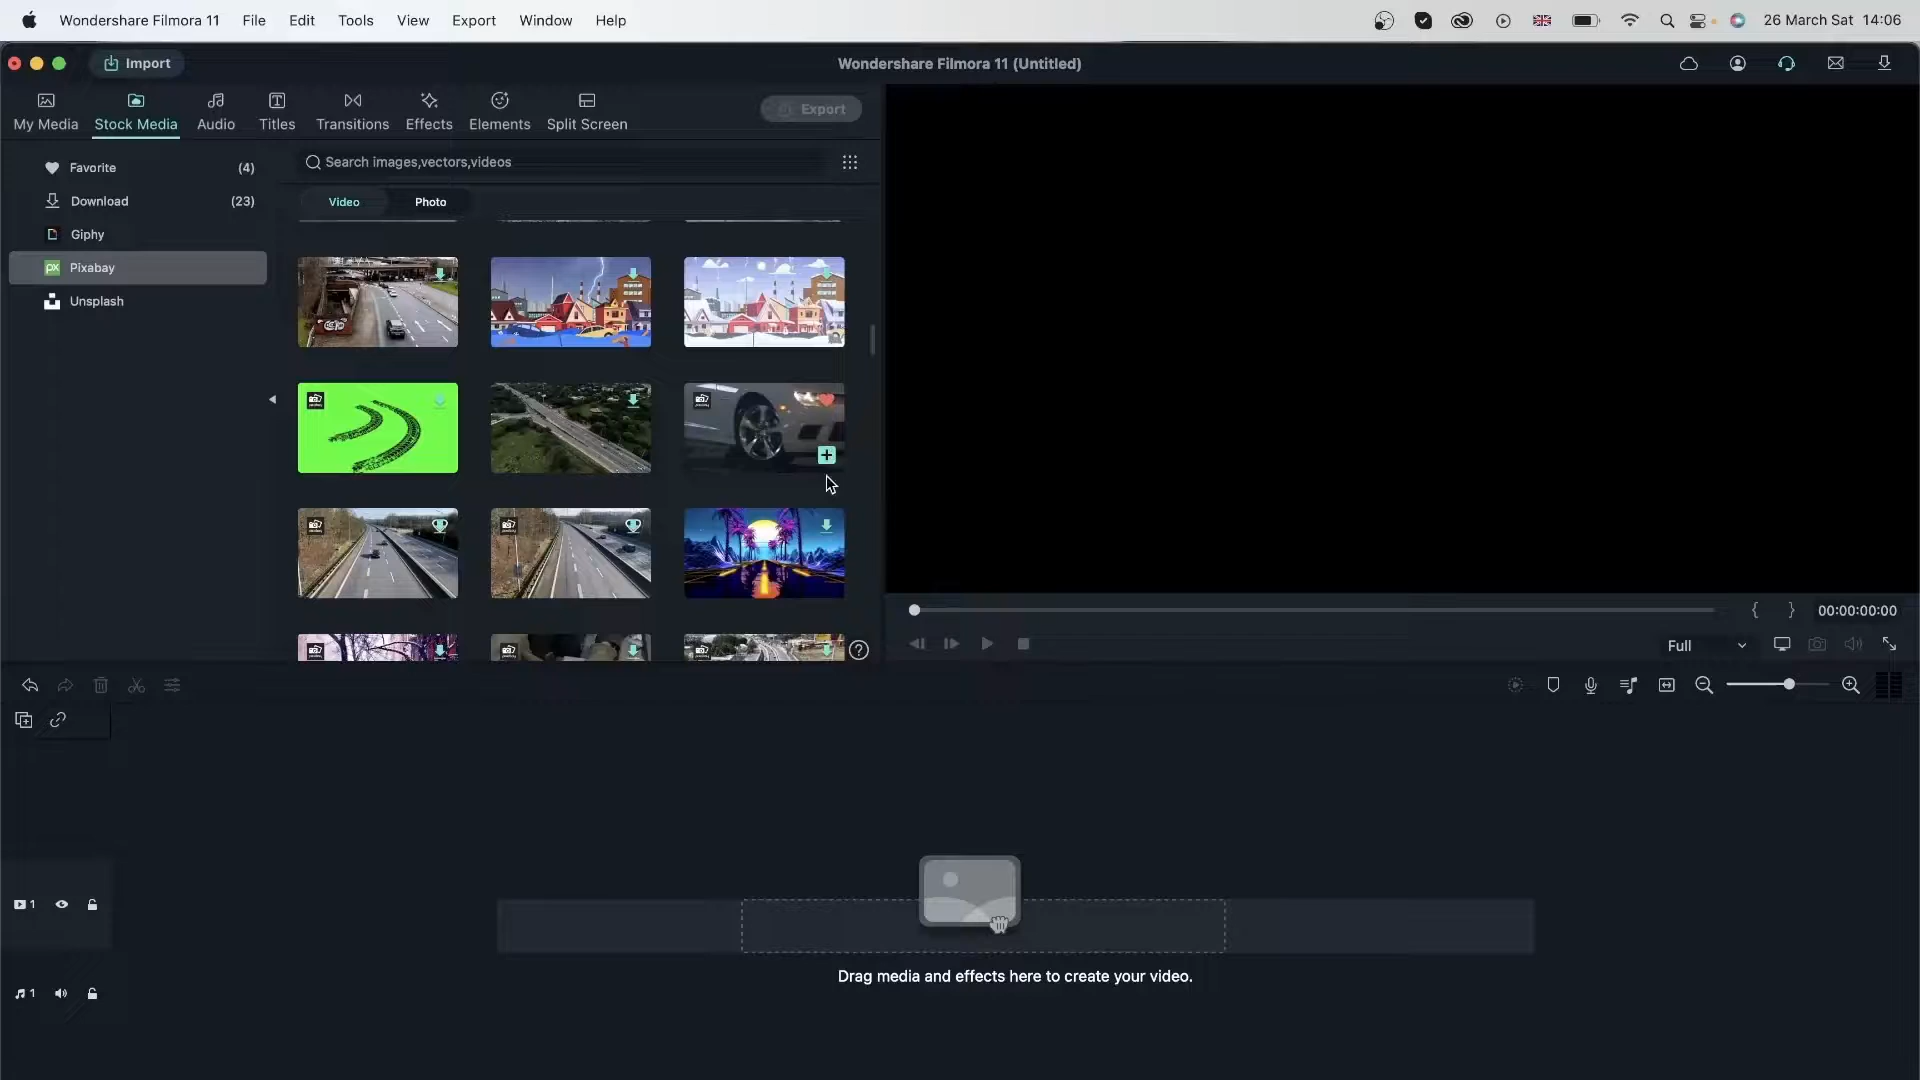 Wondershare Filmora 11 File Edit Tools View Export Window Help 26 March Sat 14:06
Import Wondershare Filmora 11 (Untitled)
My Media Stock Media Audio Titles Transitions Effects Elements Split Screen Export
Favorite (4)
Download (23)
Giphy
px Pixabay
Unsplash
Search images,vectors,videos
Video Photo
00:00:00:00
Full
1
1
Drag media and effects here to create your video.